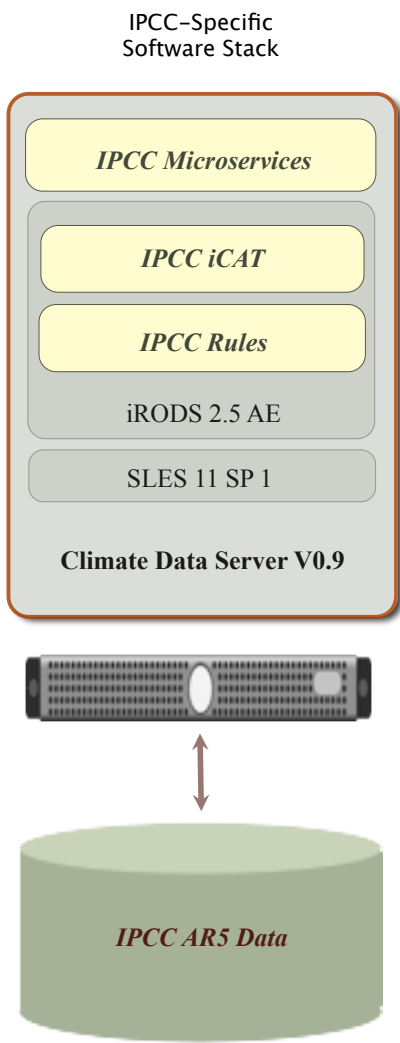 IPCC–Specific
Software Stack
IPCC Microservices
IPCC iCAT
IPCC Rules
iRODS 2.5 AE
SLES 11 SP 1
Climate Data Server V0.9
IPCC AR5 Data